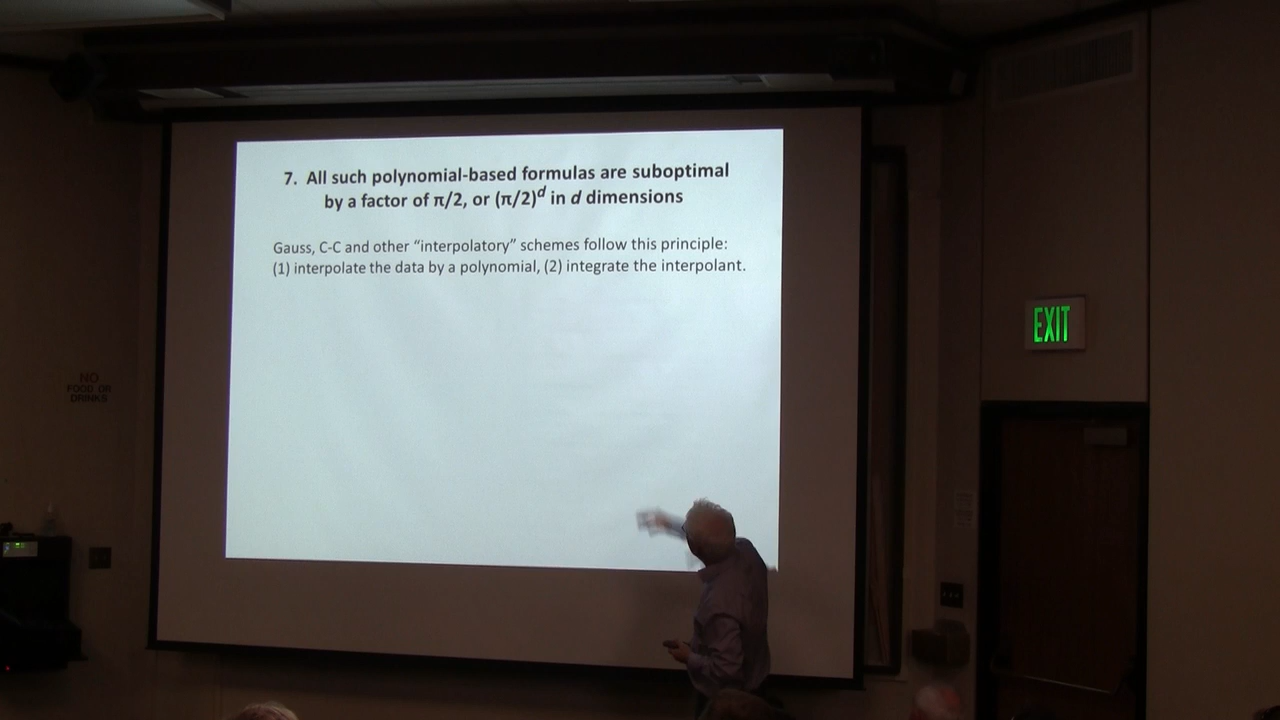 7. All such polynomial-based formulas are suboptimal
by a factor of π/2, or (π/2)^d in d dimensions
Gauss, C-C and other “interpolatory” schemes follow this principle:
(1) interpolate the data by a polynomial, (2) integrate the interpolant.
EXIT
NO
FOOD OR
DRINKS